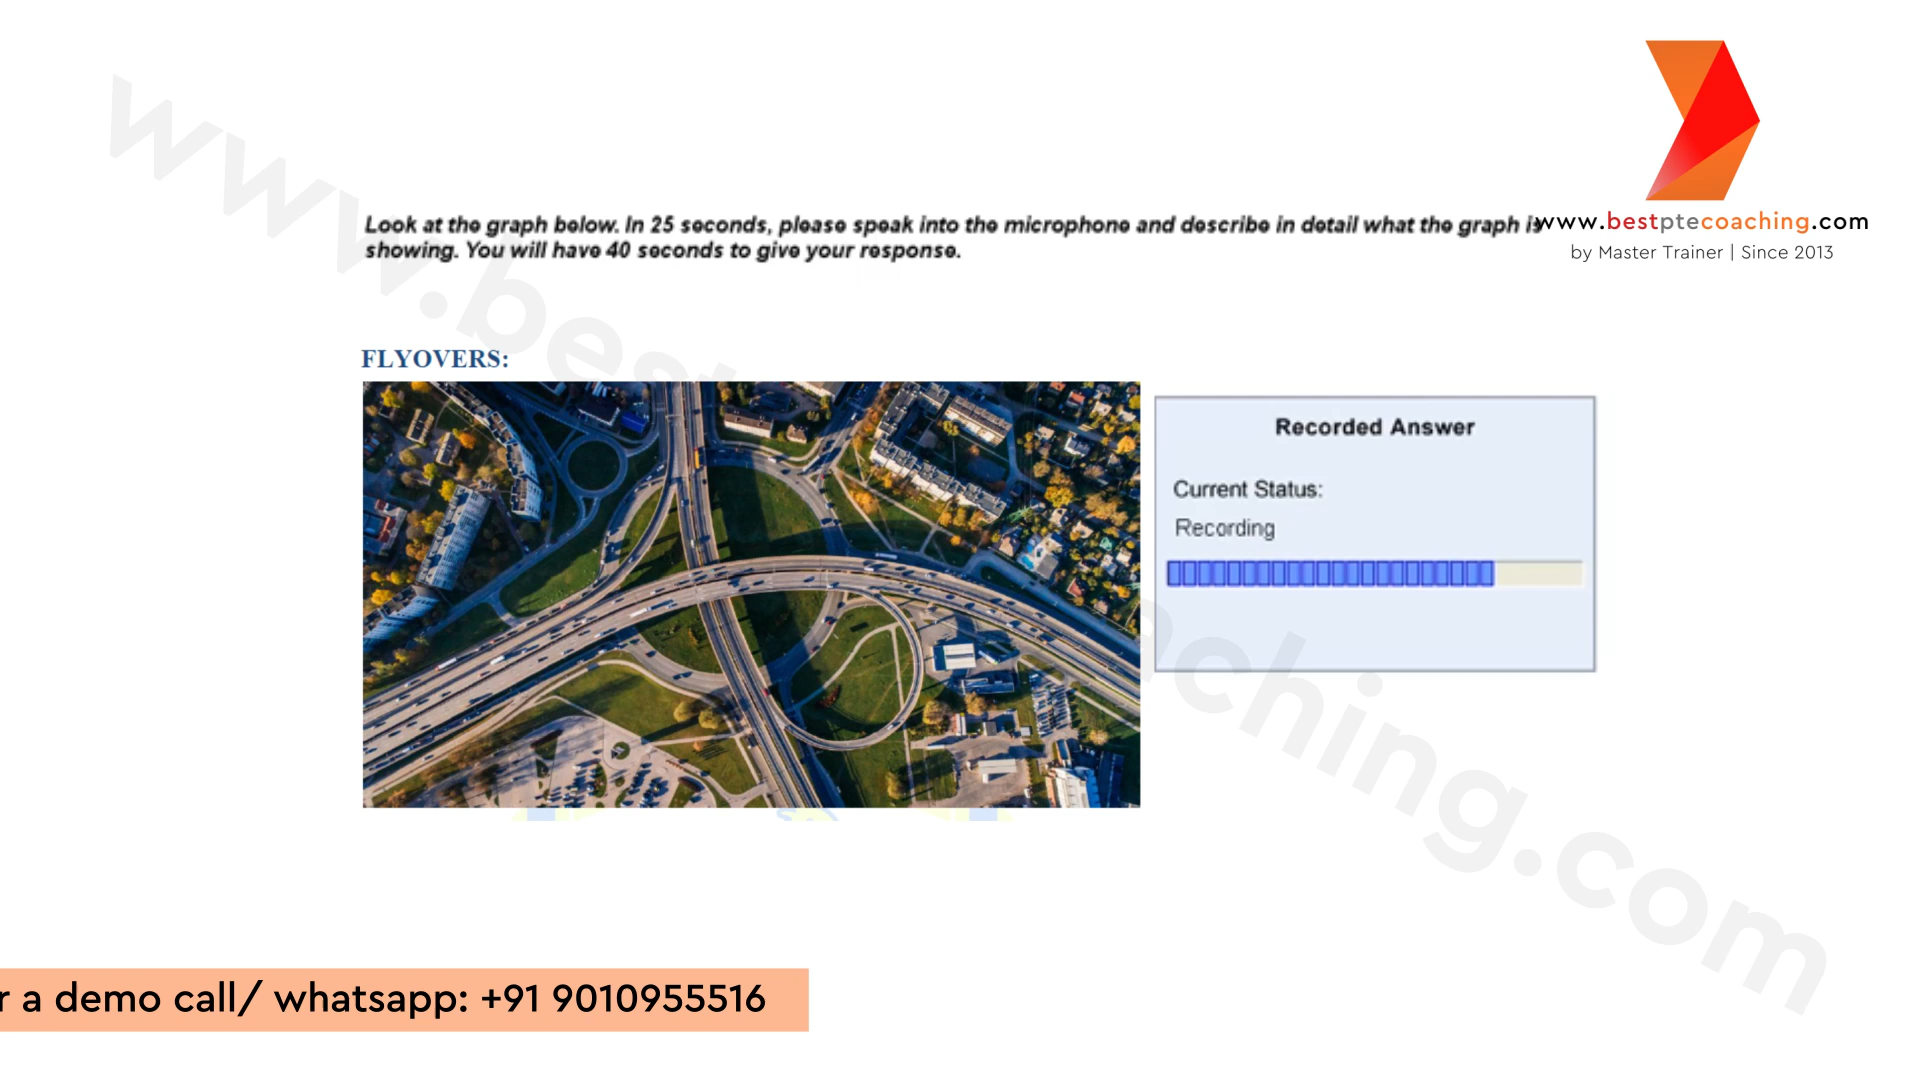 Look at the graph below. In 25 seconds, please speak into the microphone and describe in detail what the graph is
showing. You will have 40 seconds to give your response.
www.bestptecoaching.com
by Master Trainer | Since 2013
FLYOVERS:
Recorded Answer
Current Status:
Recording
r a demo call/ whatsapp: +91 9010955516